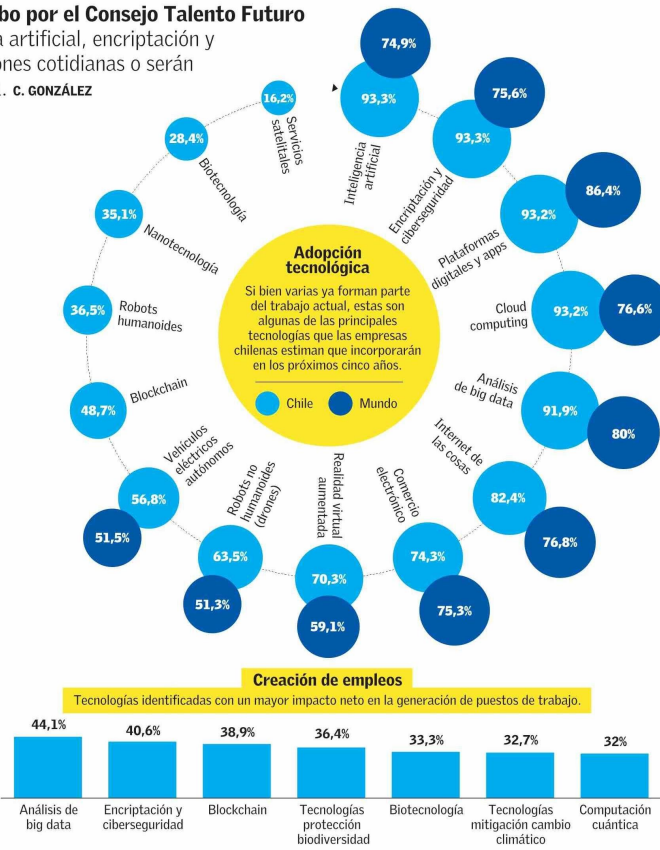 bo por el Consejo Talento Futuro
a artificial, encriptación y
ones cotidianas o serán
C. GONZÁLEZ
74,9%
93,3%
Inteligencia
artificial
75,6%
93,3%
Encriptación y
ciberseguridad
86,4%
93,2%
Plataformas
digitales y apps
76,6%
93,2%
Cloud
computing
80%
91,9%
Análisis
de big data
76,8%
82,4%
Internet de
las cosas
75,3%
74,3%
Comercio
electrónico
59,1%
70,3%
Realidad virtual
aumentada
51,3%
63,5%
Robots no
humanoides
(drones)
51,5%
56,8%
Vehículos
eléctricos
autónomos
48,7%
Blockchain
36,5%
Robots
humanoides
35,1%
Nanotecnología
28,4%
Biotecnología
16,2%
Servicios
satelitales
Adopción
tecnológica
Si bien varias ya forman parte
del trabajo actual, estas son
algunas de las principales
tecnologías que las empresas
chilenas estiman que incorporarán
en los próximos cinco años.
Chile
Mundo
Creación de empleos
Tecnologías identificadas con un mayor impacto neto en la generación de puestos de trabajo.
44,1%
Análisis de
big data
40,6%
Encriptación y
ciberseguridad
38,9%
Blockchain
36,4%
Tecnologías
protección
biodiversidad
33,3%
Biotecnología
32,7%
Tecnologías
mitigación cambio
climático
32%
Computación
cuántica